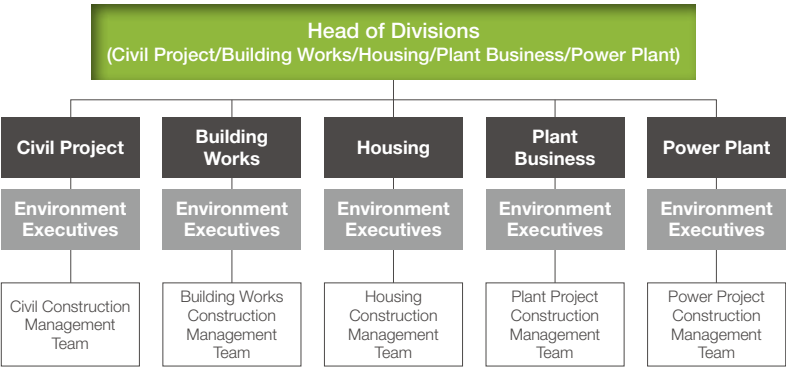 Head of Divisions
(Civil Project/Building Works/Housing/Plant Business/Power Plant)
Civil Project
Building
Works
Housing
Plant
Business
Power Plant
Environment
Executives
Environment
Executives
Environment
Executives
Environment
Executives
Environment
Executives
Civil Construction
Management
Team
Building Works
Construction
Management
Team
Housing
Construction
Management
Team
Plant Project
Construction
Management
Team
Power Project
Construction
Management
Team